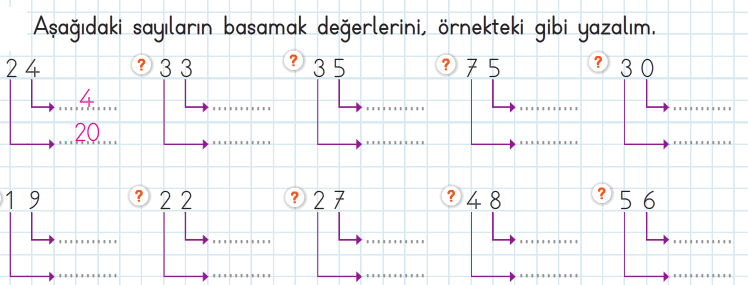 Aşağıdaki sayıların basamak değerlerini, örnekteki gibi yazalım.
24 ? 33 ? 35 ? 75 ? 30
4
20
19 ? 22 ? 27 ? 48 ? 56